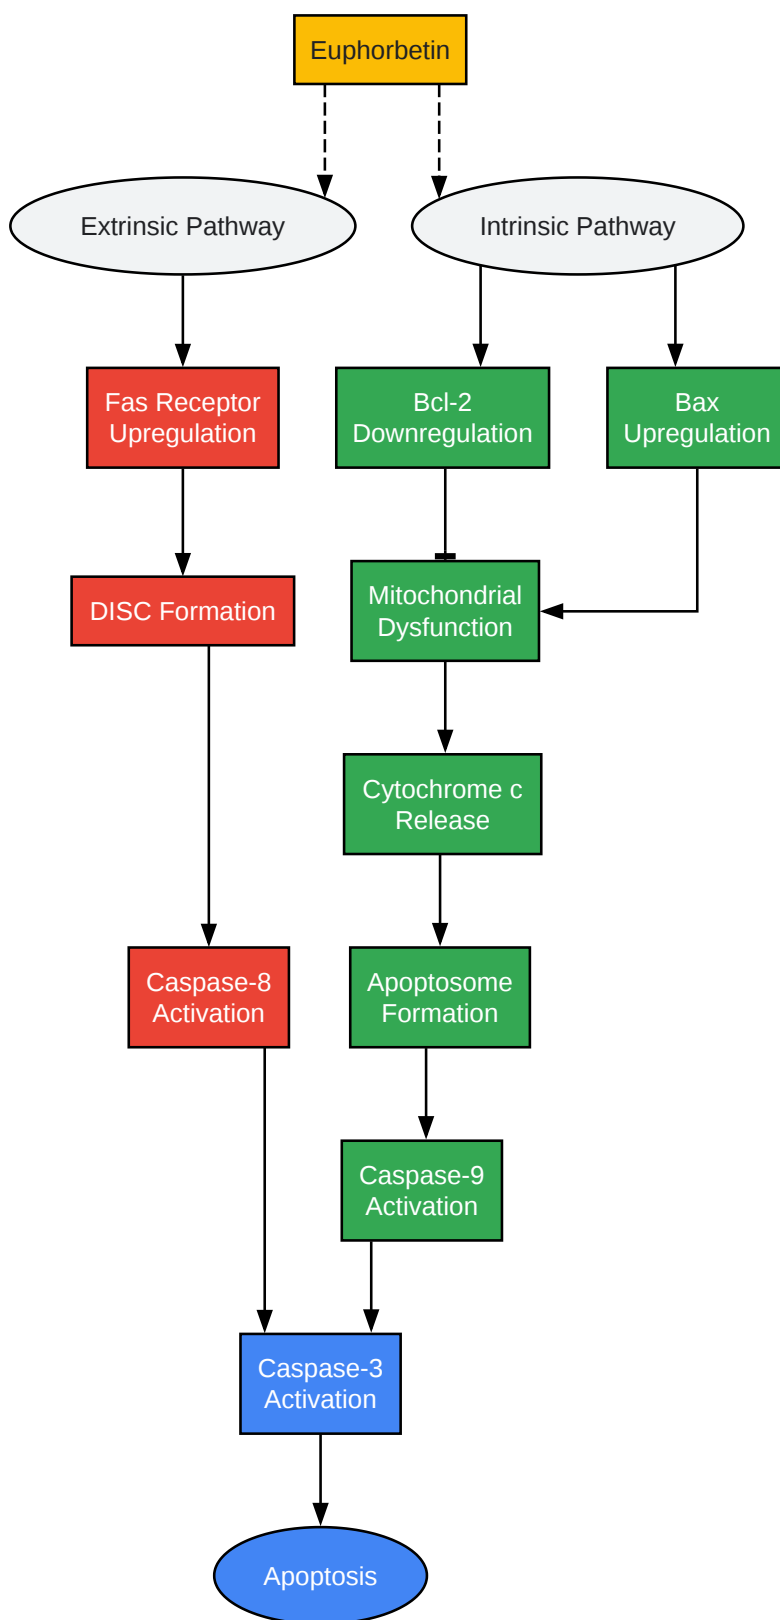 Euphorbetin
Extrinsic Pathway
Intrinsic Pathway
Fas Receptor
Upregulation
Bcl-2
Downregulation
Bax
Upregulation
DISC Formation
Mitochondrial
Dysfunction
Cytochrome c
Release
Caspase-8
Activation
Apoptosome
Formation
Caspase-9
Activation
Caspase-3
Activation
Apoptosis